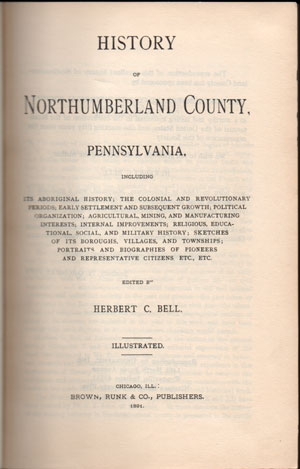 HISTORY
OF
NORTHUMBERLAND COUNTY,
PENNSYLVANIA,
INCLUDING
ITS ABORIGINAL HISTORY; THE COLONIAL AND REVOLUTIONARY
PERIODS; EARLY SETTLEMENT AND SUBSEQUENT GROWTH; POLITICAL
ORGANIZATION; AGRICULTURAL, MINING, AND MANUFACTURING
INTERESTS; INTERNAL IMPROVEMENTS; RELIGIOUS, EDUCA-
TIONAL, SOCIAL, AND MILITARY HISTORY; SKETCHES
OF ITS BOROUGHS, VILLAGES, AND TOWNSHIPS;
PORTRAITS AND BIOGRAPHIES OF PIONEERS
AND REPRESENTATIVE CITIZENS, ETC., ETC.
EDITED BY
HERBERT C. BELL.
ILLUSTRATED.
CHICAGO, ILL.:
BROWN, RUNK & CO., PUBLISHERS.
1891.